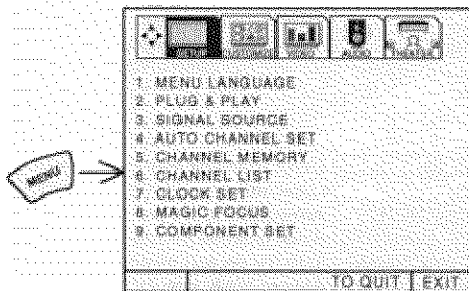 MENU
1. MENU LANGUAGE
2. PLUG & PLAY
3. SIGNAL SOURCE
4. AUTO CHANNEL SET
5. CHANNEL MEMORY
6. CHANNEL LIST
7. CLOCK SET
8. MAGIC FOCUS
9. COMPONENT SET
TO QUIT EXIT